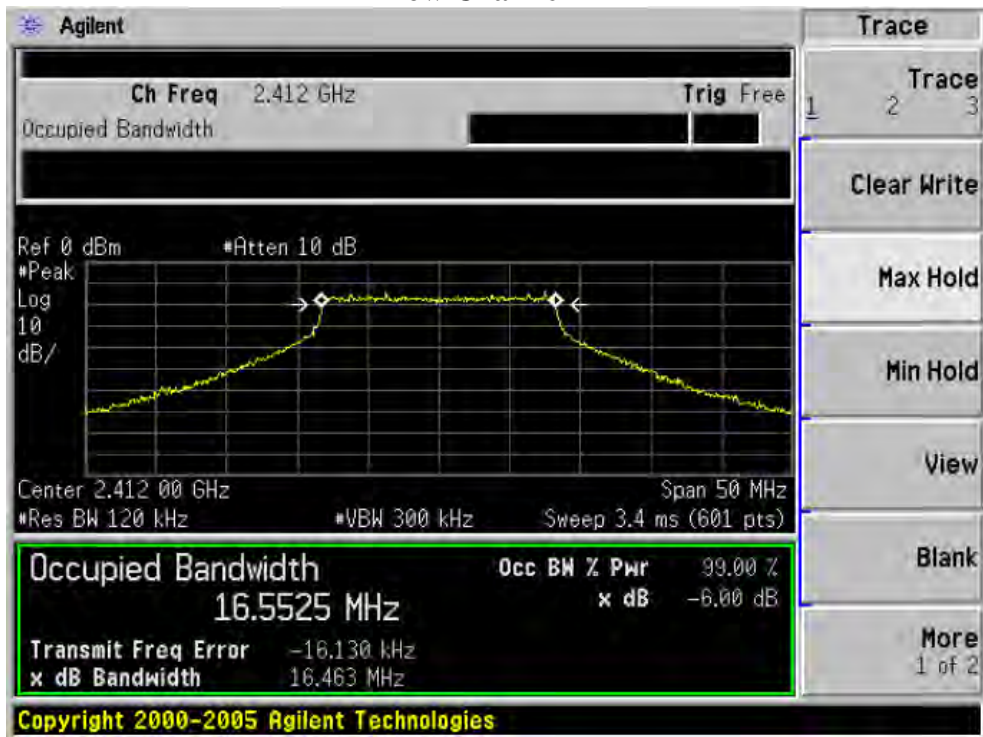 Agilent
Trace
Ch Freq 2.412 GHz Trig Free
Occupied Bandwidth
Trace
1 2 3
Clear Write
Ref 0 dBm #Atten 10 dB
#Peak
Log
10
dB/
Max Hold
Min Hold
View
Center 2.412 00 GHz Span 50 MHz
#Res BW 120 kHz #VBW 300 kHz Sweep 3.4 ms (601 pts)
Occupied Bandwidth Occ BW % Pwr 99.00 %
16.5525 MHz x dB -6.00 dB
Transmit Freq Error -16.130 kHz
x dB Bandwidth 16.463 MHz
Blank
More
1 of 2
Copyright 2000-2005 Agilent Technologies